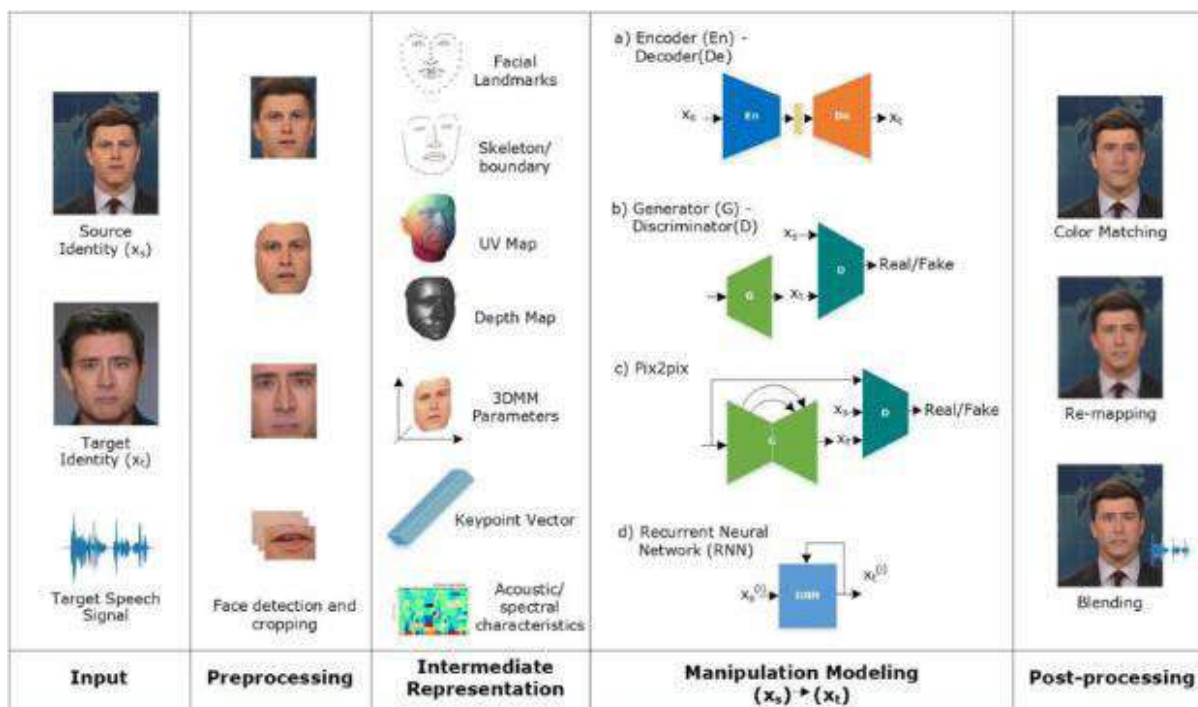 Source
Identity (xs)
Target
Identity (xt)
Target Speech
Signal
Face detection and
cropping
Facial
Landmarks
Skeleton/
boundary
UV Map
Depth Map
3DMM
Parameters
Keypoint Vector
Acoustic/
spectral
characteristics
a) Encoder (En) -
Decoder(De)
xs
En
De
xt
b) Generator (G) -
Discriminator(D)
xs
D
Real/Fake
G
xt
c) Pix2pix
xs
D
Real/Fake
G
xt
d) Recurrent Neural
Network (RNN)
xs(i)
RNN
xt(i)
Color Matching
Re-mapping
Blending
Input
Preprocessing
Intermediate
Representation
Manipulation Modeling
(xs)→(xt)
Post-processing